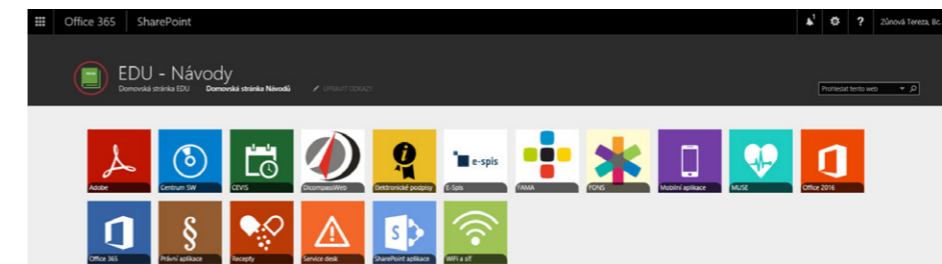 Office 365 SharePoint 1 ? Zůnová Tereza, Bc.
EDU - Návody
Domovská stránka EDU Domovská stránka Návodů UPRAVIT ODKAZY
Prohledat tento web
e-spis
Adobe Centrum SW CEVIS DicompassWeb Elektronické podpisy E-Spis FAMA PDNS Mobilní aplikace MUSE Office 2016
§ S
Office 365 Právní aplikace Recepty Service desk SharePoint aplikace WiFi a síť